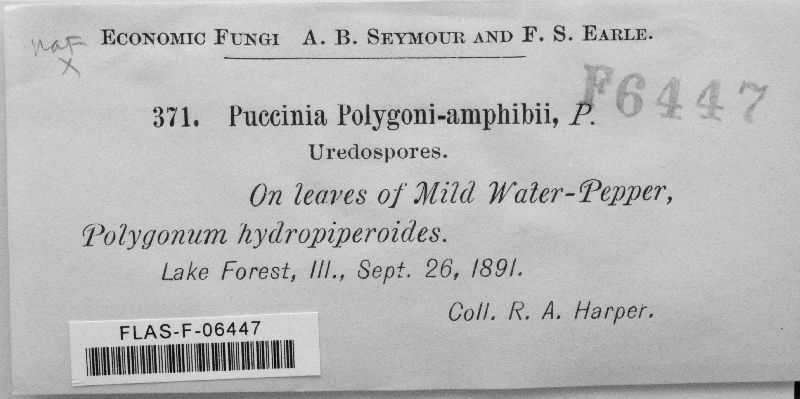 Economic Fungi A. B. Seymour and F. S. Earle.
F6447
371. Puccinia Polygoni-amphibii, P.
Uredospores.
On leaves of Mild Water-Pepper,
Polygonum hydropiperoides.
Lake Forest, Ill., Sept. 26, 1891.
Coll. R. A. Harper.
FLAS-F-06447